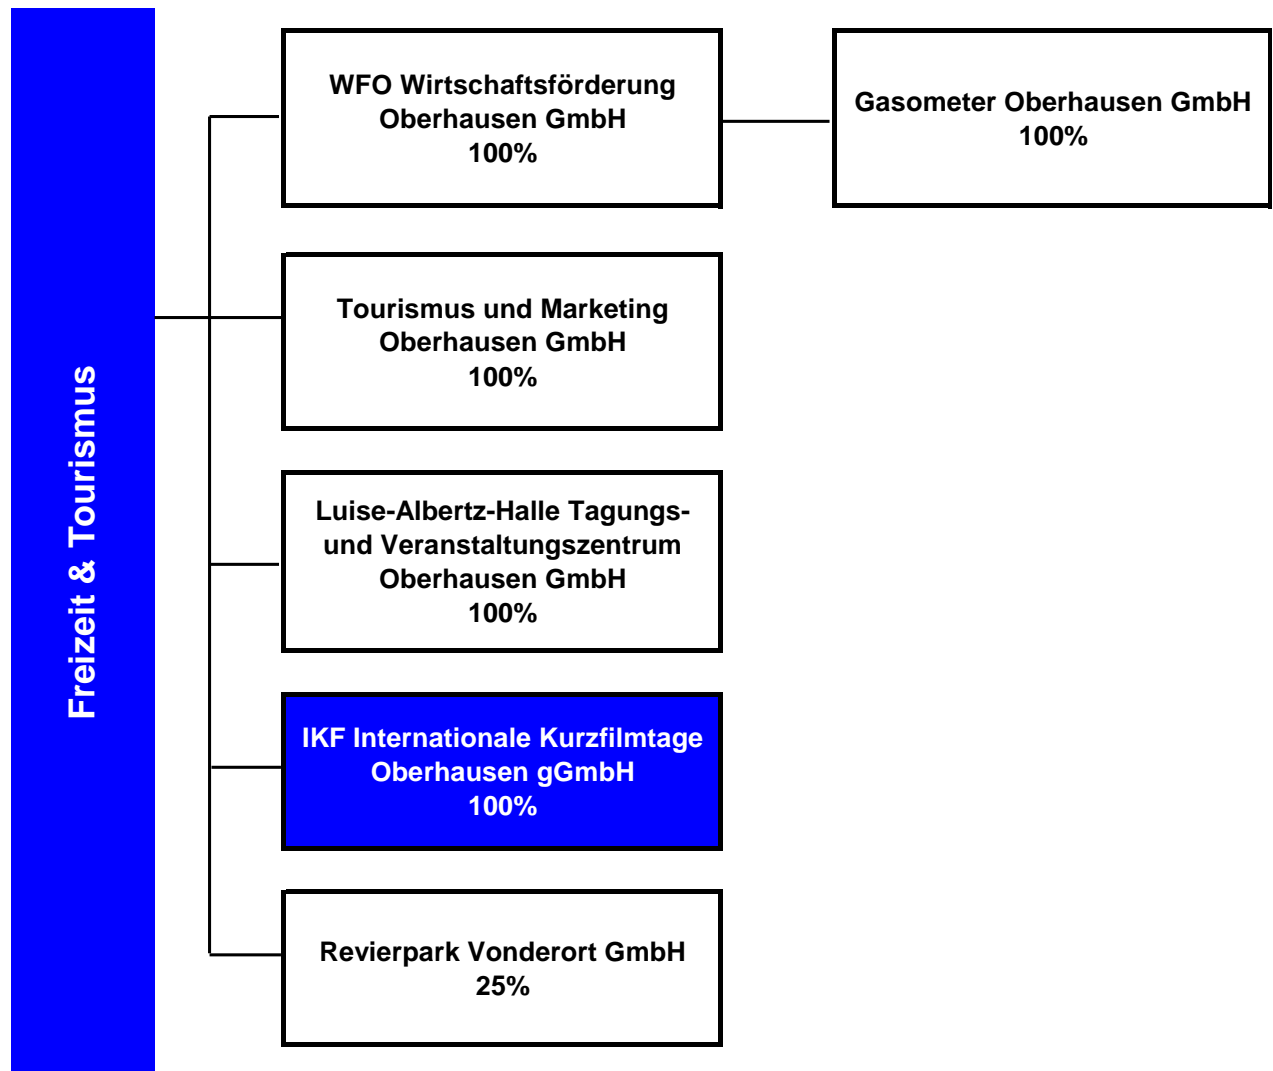 Freizeit & Tourismus
WFO Wirtschaftsförderung
Oberhausen GmbH
100%
Gasometer Oberhausen GmbH
100%
Tourismus und Marketing
Oberhausen GmbH
100%
Luise-Albertz-Halle Tagungs-
und Veranstaltungszentrum
Oberhausen GmbH
100%
IKF Internationale Kurzfilmtage
Oberhausen gGmbH
100%
Revierpark Vonderort GmbH
25%